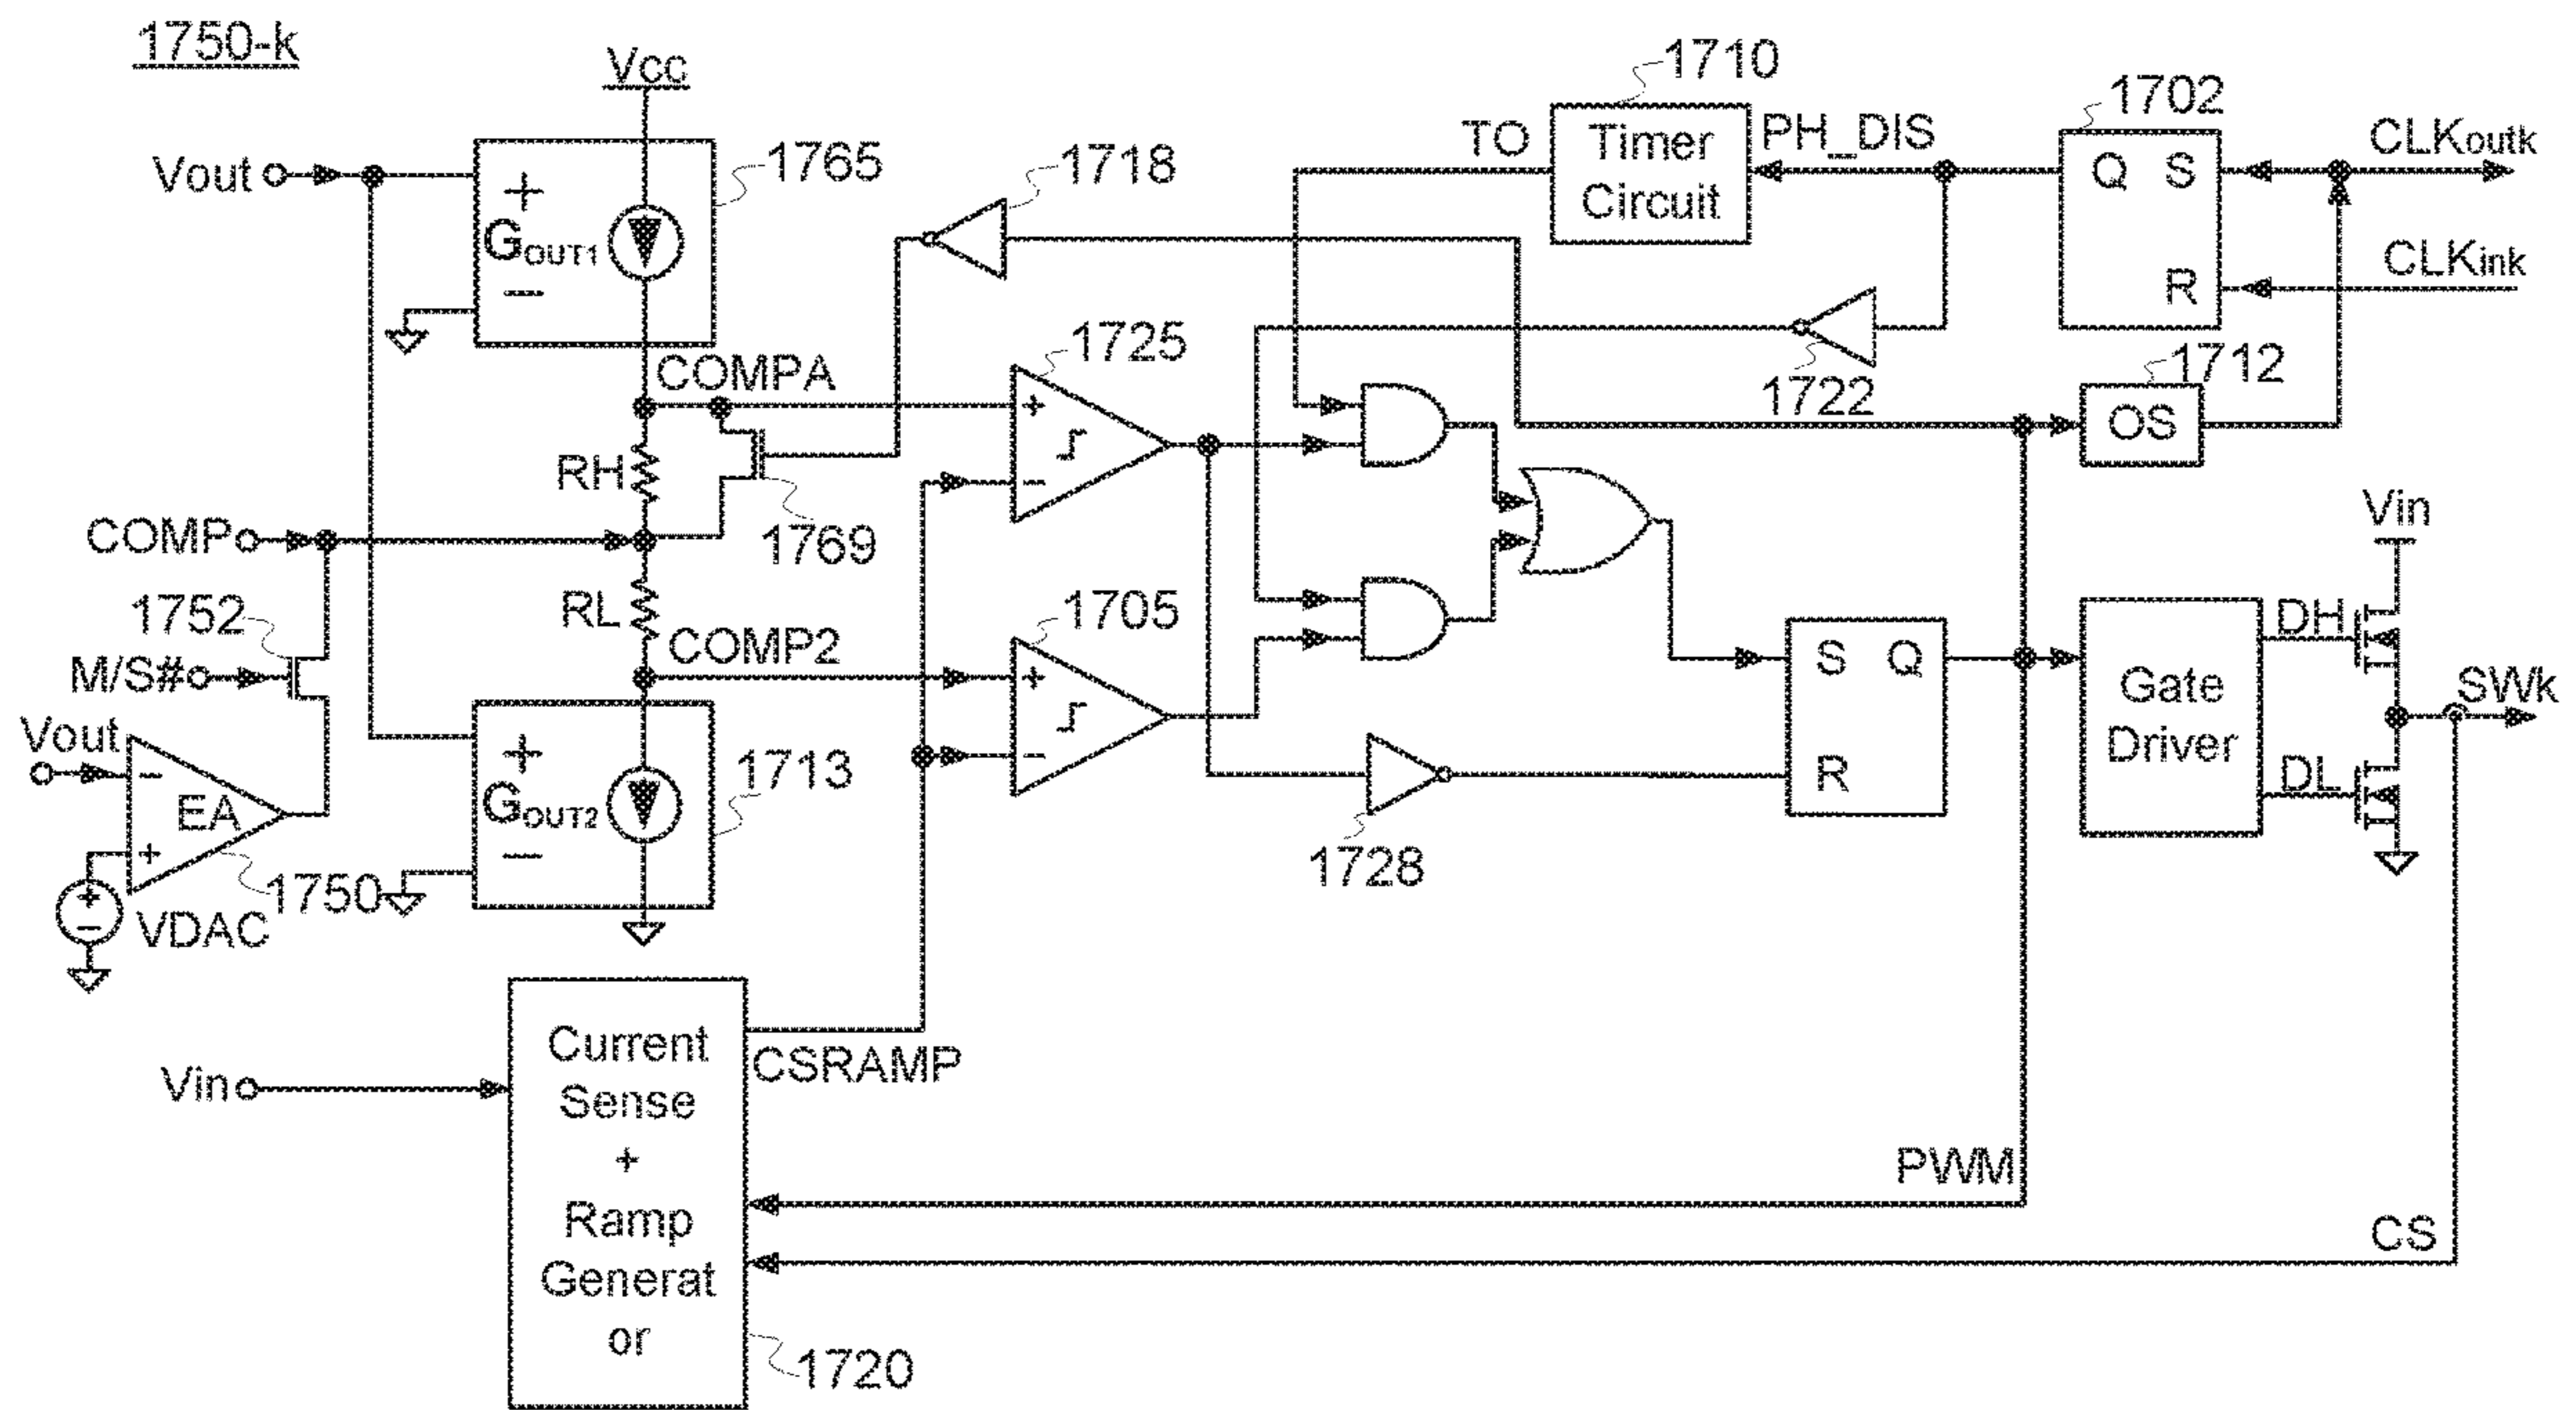 1750-k
Vcc
1710
1702
TO
Timer
Circuit
PH_DIS
Q S
R
CLKoutk
CLKink
Vout
1765
1718
+
GOUT1
−
1725
COMPA
1722
1712
OS
+
−
RH
COMP
1769
Vin
1752
RL
1705
M/S#
COMP2
+
−
S Q
R
Gate
Driver
DH
DL
SWk
Vout
−
EA
+
+
−
VDAC
1750
+
GOUT2
−
1713
1728
Current
Sense
+
Ramp
Generat
or
CSRAMP
Vin
PWM
CS
1720